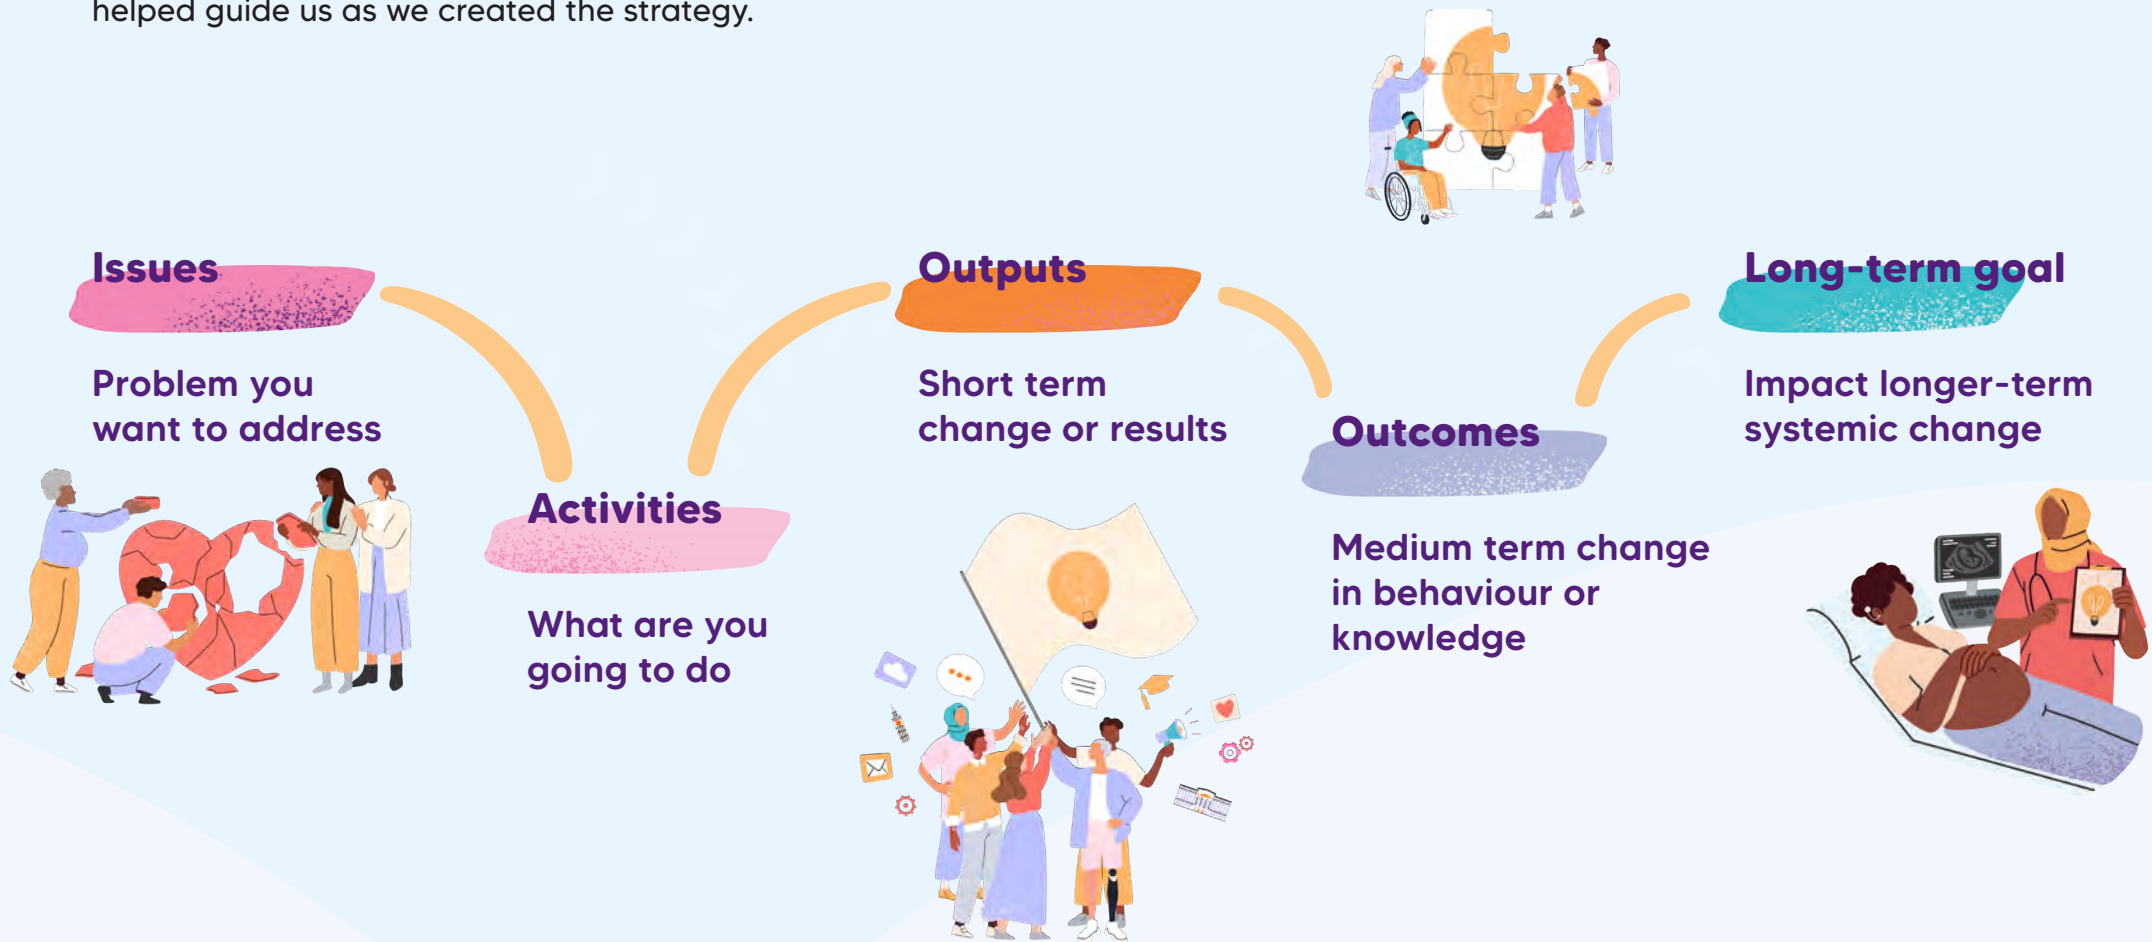 helped guide us as we created the strategy.
Issues
Problem you
want to address
Activities
What are you
going to do
Outputs
Short term
change or results
Outcomes
Medium term change
in behaviour or
knowledge
Long-term goal
Impact longer-term
systemic change